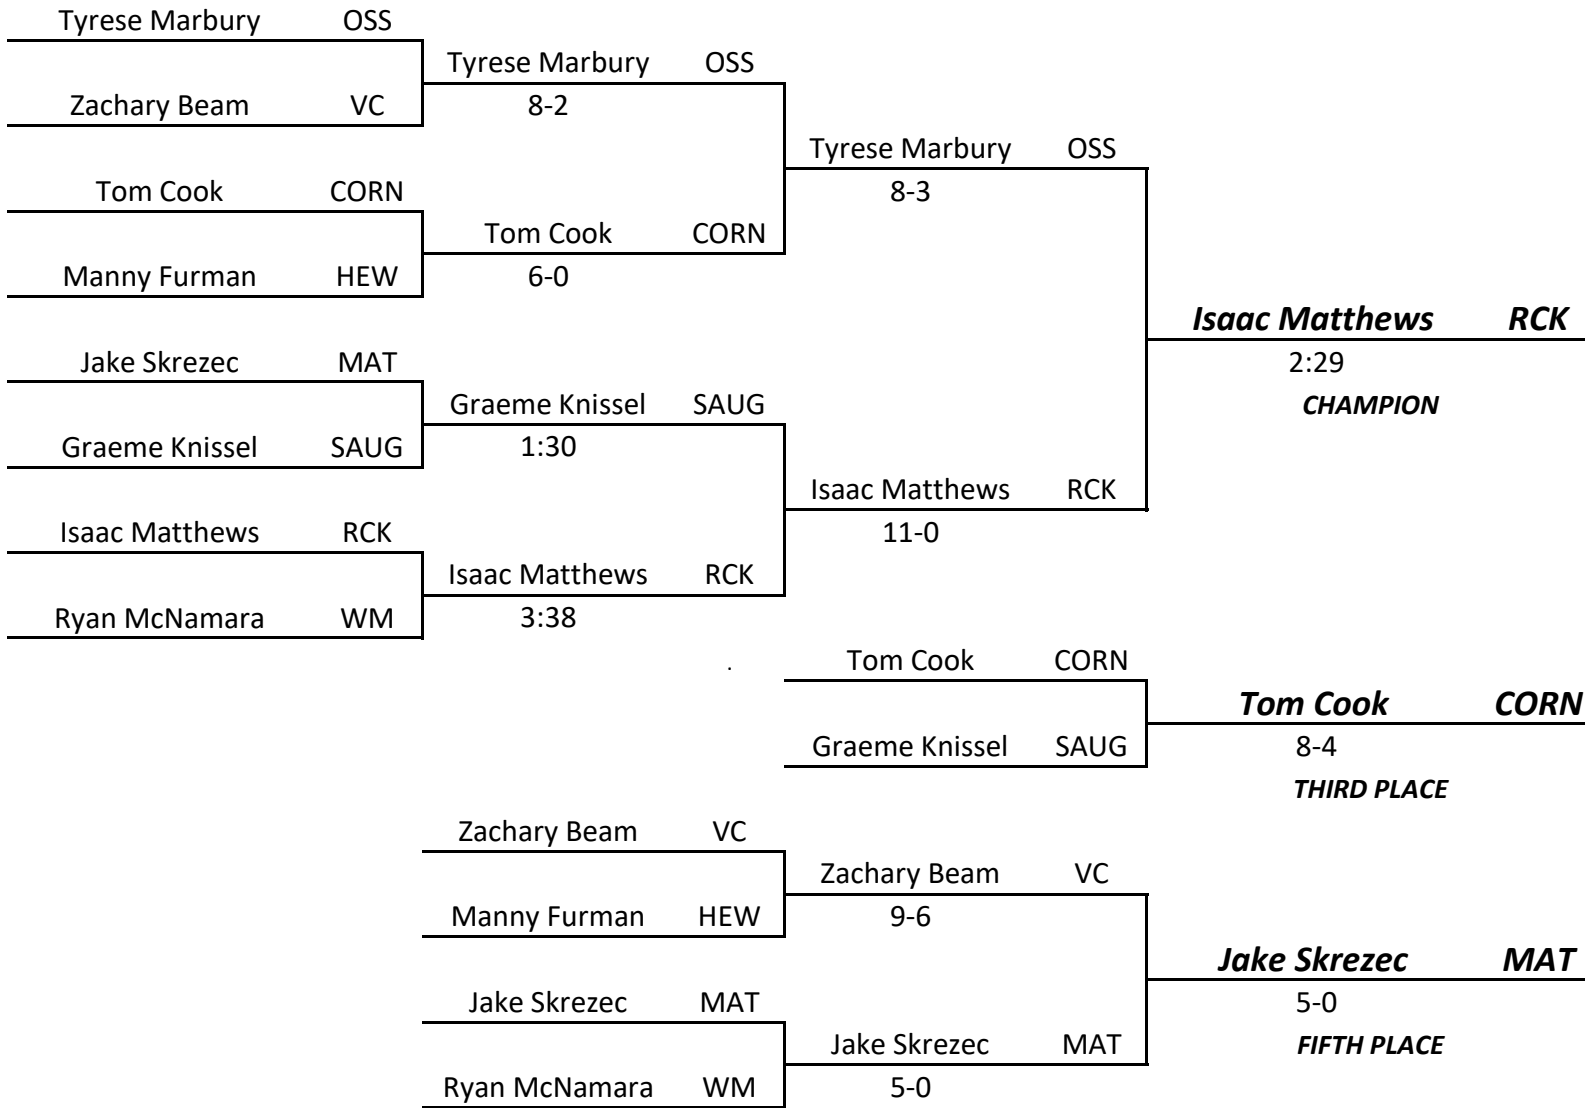 Tyrese Marbury OSS
Tyrese Marbury OSS
Zachary Beam VC
8-2
Tyrese Marbury OSS
Tom Cook CORN
8-3
Tom Cook CORN
Manny Furman HEW
6-0
Isaac Matthews RCK
Jake Skrezec MAT
2:29
Graeme Knissel SAUG
CHAMPION
Graeme Knissel SAUG
1:30
Isaac Matthews RCK
Isaac Matthews RCK
11-0
Isaac Matthews RCK
Ryan McNamara WM
3:38
. Tom Cook CORN
Tom Cook CORN
Graeme Knissel SAUG
8-4
THIRD PLACE
Zachary Beam VC
Zachary Beam VC
Manny Furman HEW
9-6
Jake Skrezec MAT
Jake Skrezec MAT
5-0
Jake Skrezec MAT
FIFTH PLACE
Ryan McNamara WM
5-0